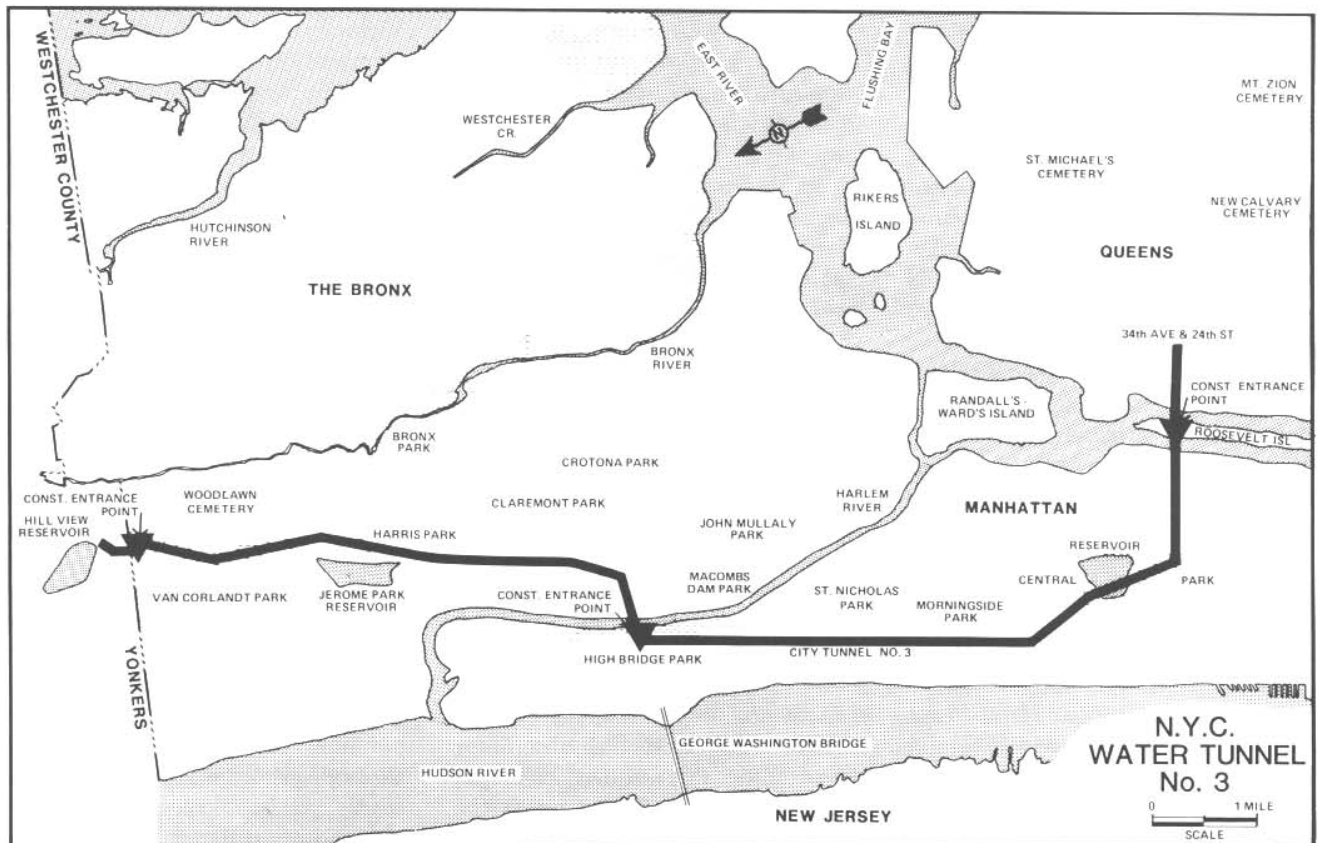 WESTCHESTER COUNTY
EAST RIVER
FLUSHING BAY
MT. ZION
CEMETERY
WESTCHESTER
CR.
N
ST. MICHAEL'S
CEMETERY
RIKERS
ISLAND
NEW CALVARY
CEMETERY
HUTCHINSON
RIVER
QUEENS
THE BRONX
34th AVE & 24th ST
BRONX
RIVER
CONST ENTRANCE
POINT
RANDALL'S -
WARD'S ISLAND
ROOSEVELT ISL
BRONX
PARK
CROTONA PARK
CONST. ENTRANCE
POINT
WOODLAWN
CEMETERY
CLAREMONT PARK
HARLEM
RIVER
MANHATTAN
HILL VIEW
RESERVOIR
HARRIS PARK
JOHN MULLALY
PARK
RESERVOIR
CENTRAL
PARK
VAN CORLANDT PARK
JEROME PARK
RESERVOIR
CONST. ENTRANCE
POINT
MACOMBS
DAM PARK
ST. NICHOLAS
PARK
MORNINGSIDE
PARK
HIGH BRIDGE PARK
CITY TUNNEL NO. 3
YONKERS
GEORGE WASHINGTON BRIDGE
HUDSON RIVER
NEW JERSEY
N.Y.C.
WATER TUNNEL
No. 3
0 1 MILE
SCALE